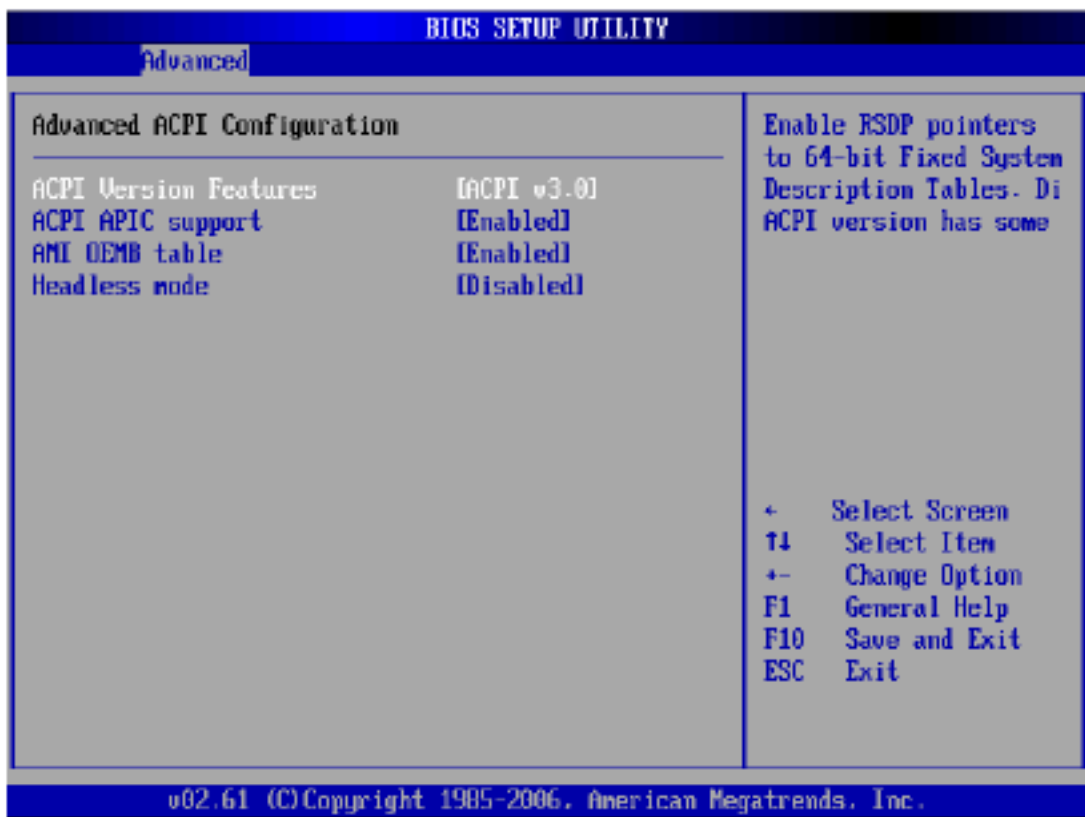 BIOS SETUP UTILITY
Advanced
Advanced ACPI Configuration
ACPI Version Features [ACPI v3.0]
ACPI APIC support [Enabled]
AMI OEMB table [Enabled]
Headless mode [Disabled]
Enable RSDP pointers
to 64-bit Fixed System
Description Tables. Di
ACPI version has some
← Select Screen
↑↓ Select Item
+- Change Option
F1 General Help
F10 Save and Exit
ESC Exit
v02.61 (C)Copyright 1985-2006, American Megatrends, Inc.